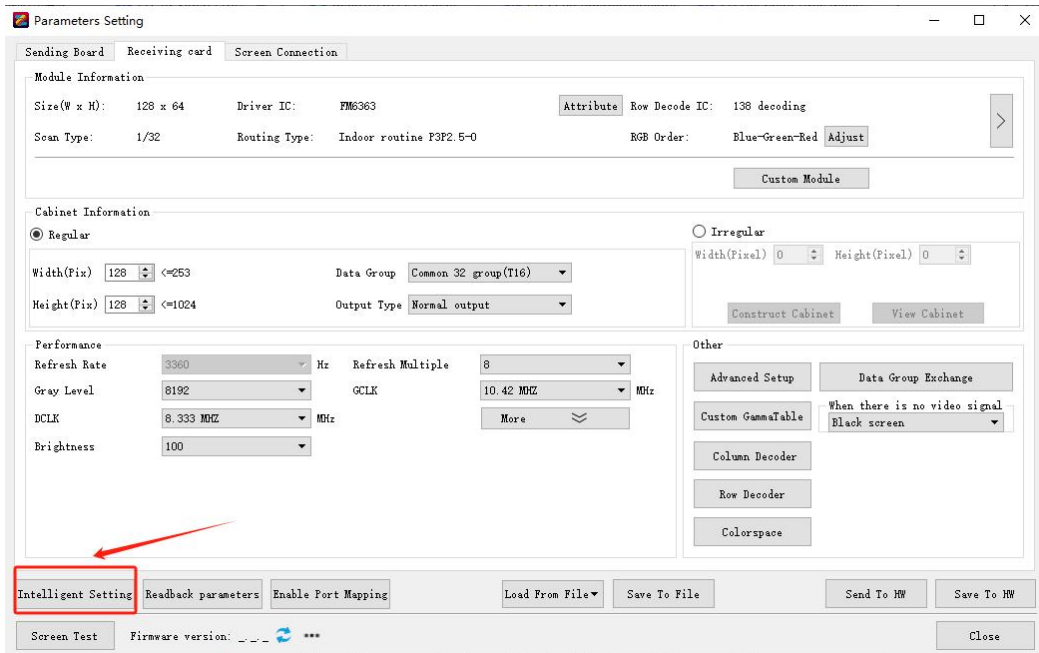 Parameters Setting
Sending Board Receiving card Screen Connection
Module Information
Size(W x H): 128 x 64 Driver IC: FM6363 Attribute Row Decode IC: 138 decoding
Scan Type: 1/32 Routing Type: Indoor routine P3P2.5-0 RGB Order: Blue-Green-Red Adjust
Custom Module
Cabinet Information
Regular Irregular
Width(Pixel) 0 Height(Pixel) 0
Width(Pix) 128 <=253 Data Group Common 32 group(T16)
Height(Pix) 128 <=1024 Output Type Normal output
Construct Cabinet View Cabinet
Performance Other
Refresh Rate 3360 Hz Refresh Multiple 8
Advanced Setup Data Group Exchange
Gray Level 8192 GCLK 10.42 MHZ MHz
When there is no video signal
Custom GammaTable Black screen
DCLK 8.333 MHZ MHz More
Brightness 100
Column Decoder
Row Decoder
Colorspace
Intelligent Setting Readback parameters Enable Port Mapping Load From File Save To File Send To HW Save To HW
Screen Test Firmware version: _._._ Close